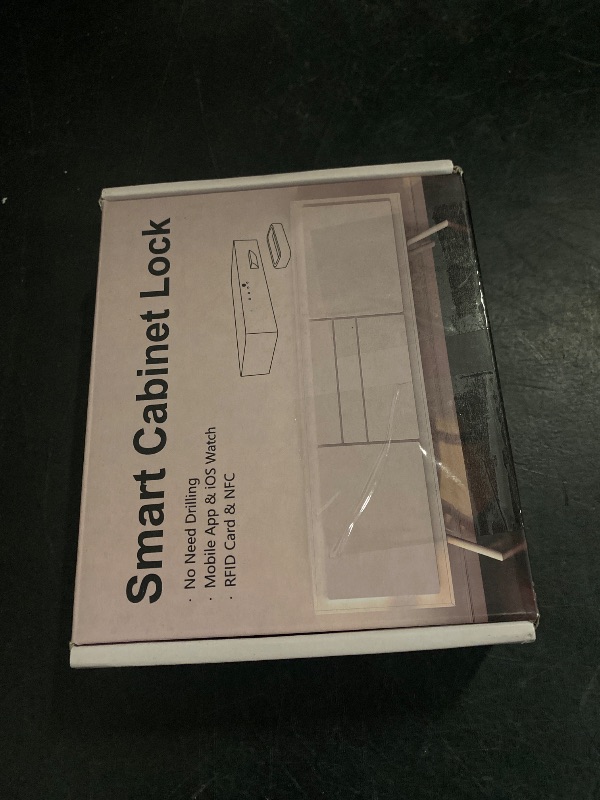 Smart Cabinet Lock
· No Need Drilling
· Mobile App & iOS Watch
· RFID Card & NFC